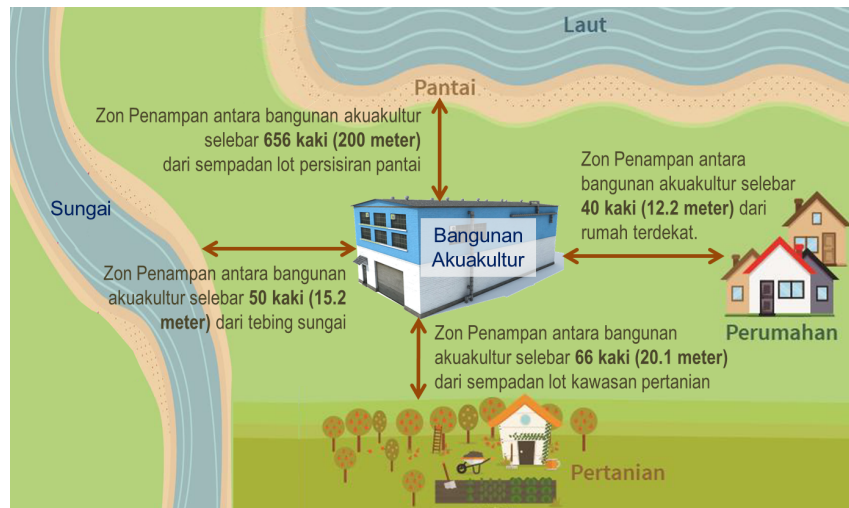 Laut
Pantai
Zon Penampan antara bangunan akuakultur
selebar 656 kaki (200 meter)
dari sempadan lot persisiran pantai
Zon Penampan antara
bangunan akuakultur selebar
40 kaki (12.2 meter) dari
rumah terdekat.
Sungai
Bangunan
Akuakultur
Zon Penampan antara bangunan
akuakultur selebar 50 kaki (15.2
meter) dari tebing sungai
Perumahan
Zon Penampan antara bangunan
akuakultur selebar 66 kaki (20.1 meter)
dari sempadan lot kawasan pertanian
Pertanian